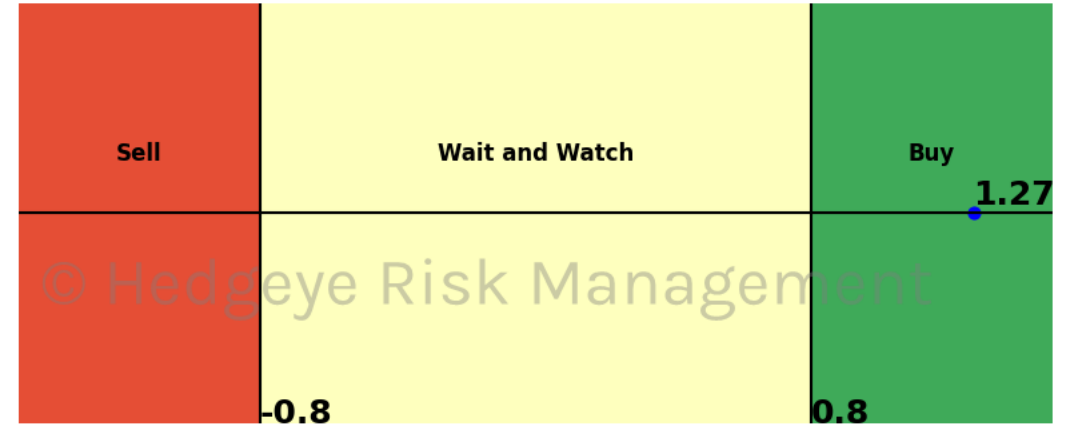 Sell
Wait and Watch
Buy
1.27
© Hedgeye Risk Management
-0.8
0.8